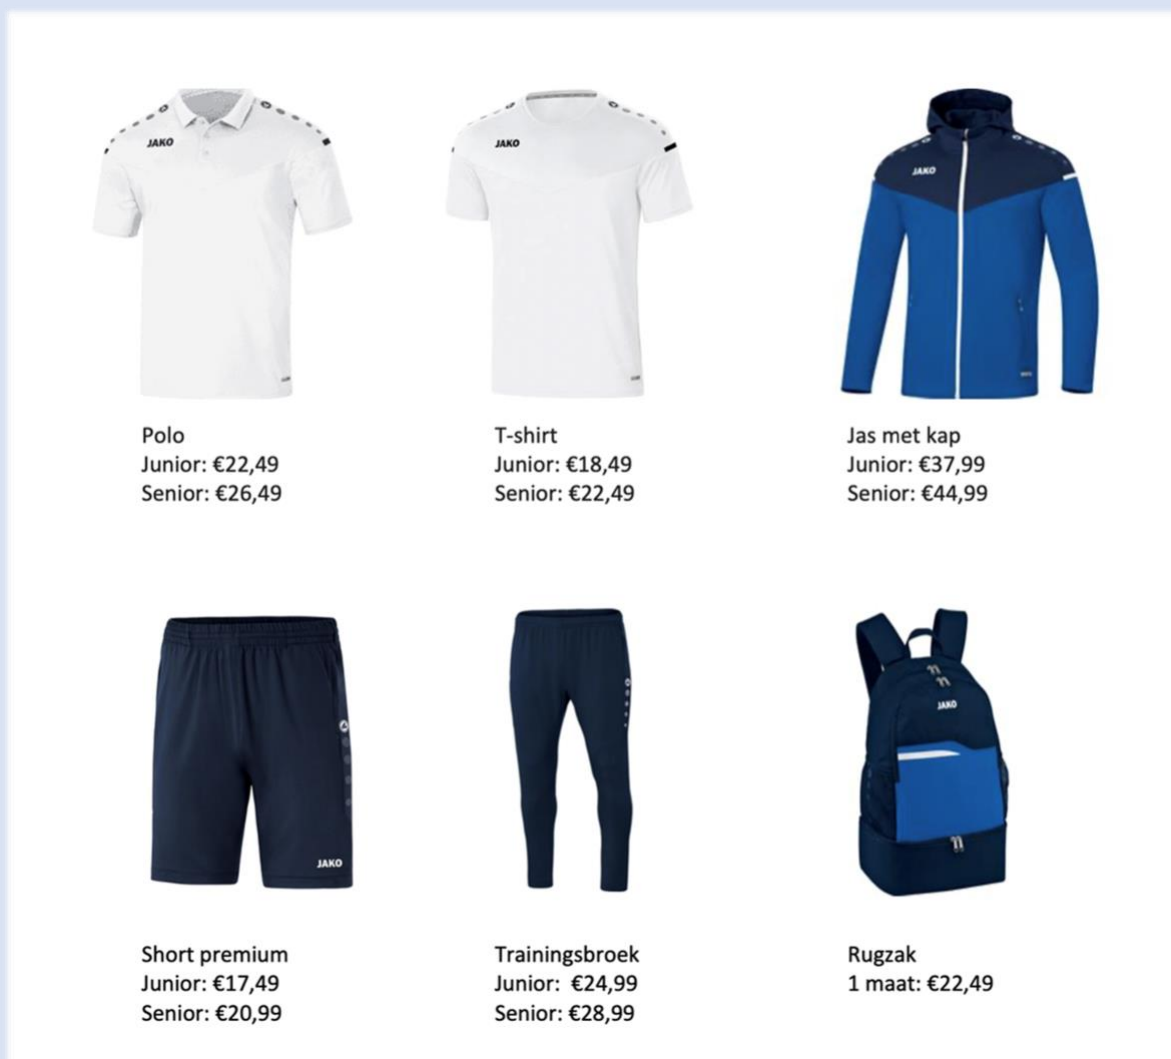 JAKO
JAKO
JAKO
Polo
Junior: €22,49
Senior: €26,49
T-shirt
Junior: €18,49
Senior: €22,49
Jas met kap
Junior: €37,99
Senior: €44,99
JAKO
JAKO
Short premium
Junior: €17,49
Senior: €20,99
Trainingsbroek
Junior: €24,99
Senior: €28,99
Rugzak
1 maat: €22,49